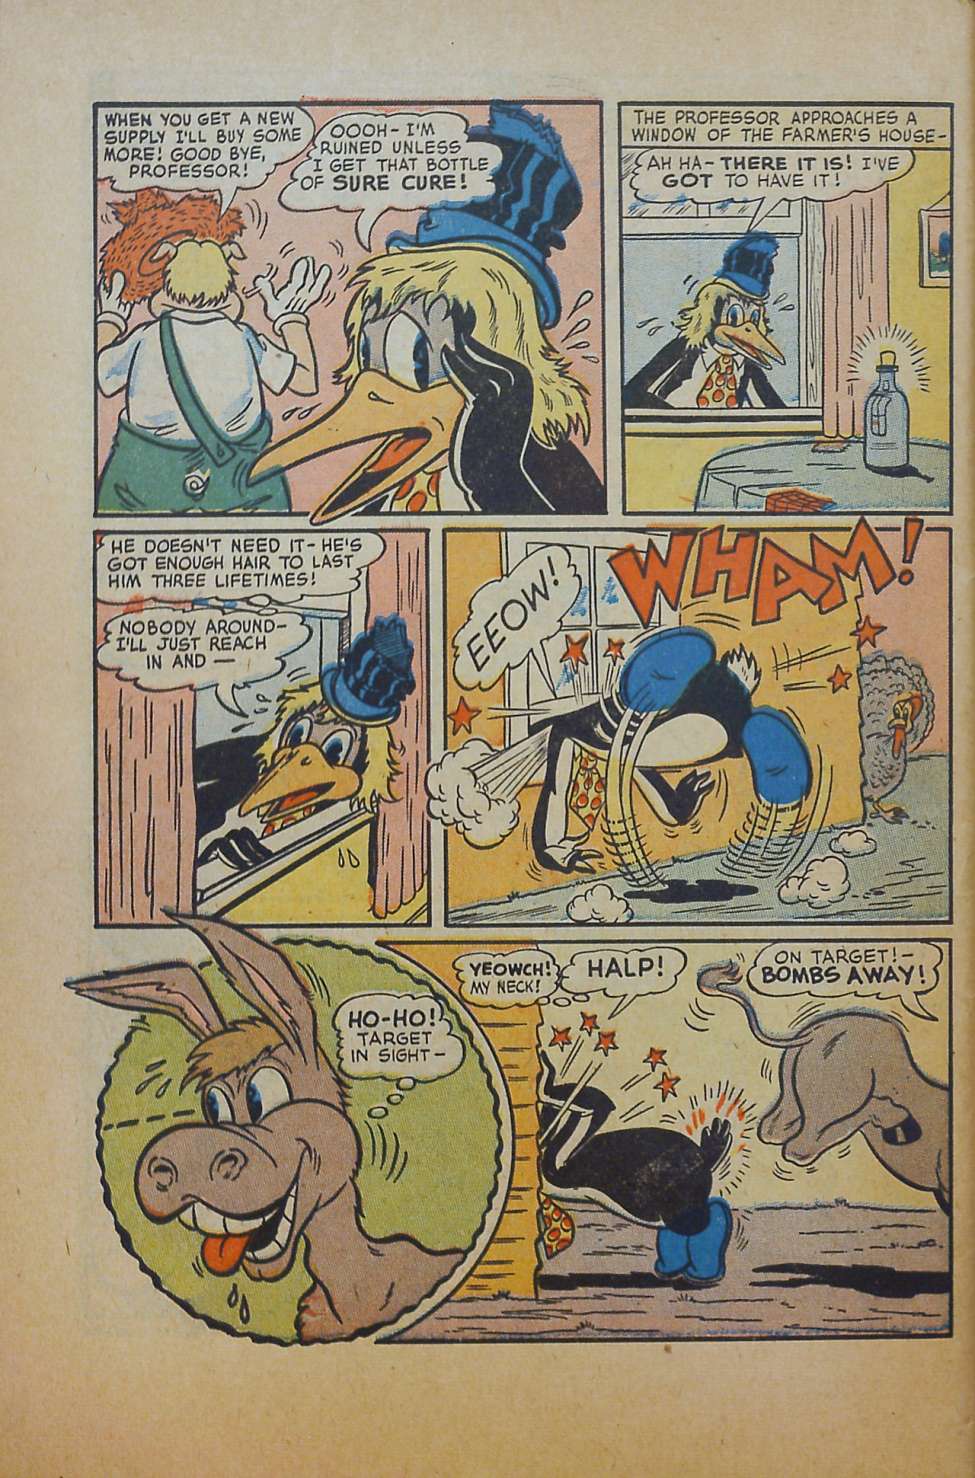 WHEN YOU GET A NEW
SUPPLY I'LL BUY SOME
MORE! GOOD BYE,
PROFESSOR!
OOOH- I'M
RUINED UNLESS
I GET THAT BOTTLE
OF SURE CURE!
THE PROFESSOR APPROACHES A
WINDOW OF THE FARMER'S HOUSE-
AH HA- THERE IT IS! I'VE
GOT TO HAVE IT!
HE DOESN'T NEED IT- HE'S
GOT ENOUGH HAIR TO LAST
HIM THREE LIFETIMES!
NOBODY AROUND-
I'LL JUST REACH
IN AND -
EEOW!
WHAM!
HO-HO!
TARGET
IN SIGHT-
YEOWCH!
MY NECK!
HALP!
ON TARGET!-
BOMBS AWAY!